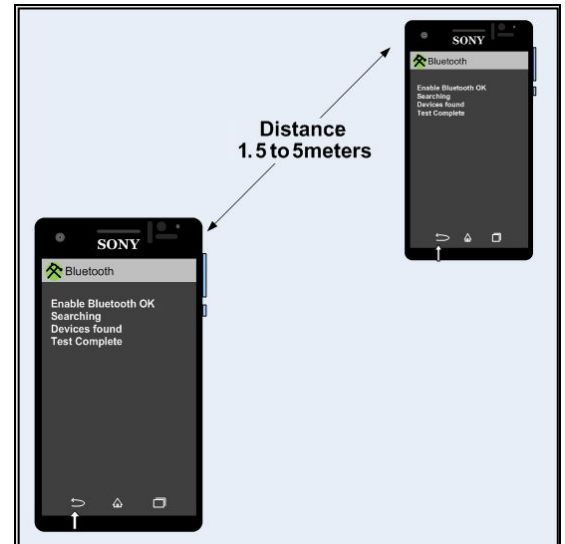 SONY
Bluetooth
Enable Bluetooth OK
Searching
Devices found
Test Complete
Distance
1.5 to 5meters
SONY
Bluetooth
Enable Bluetooth OK
Searching
Devices found
Test Complete